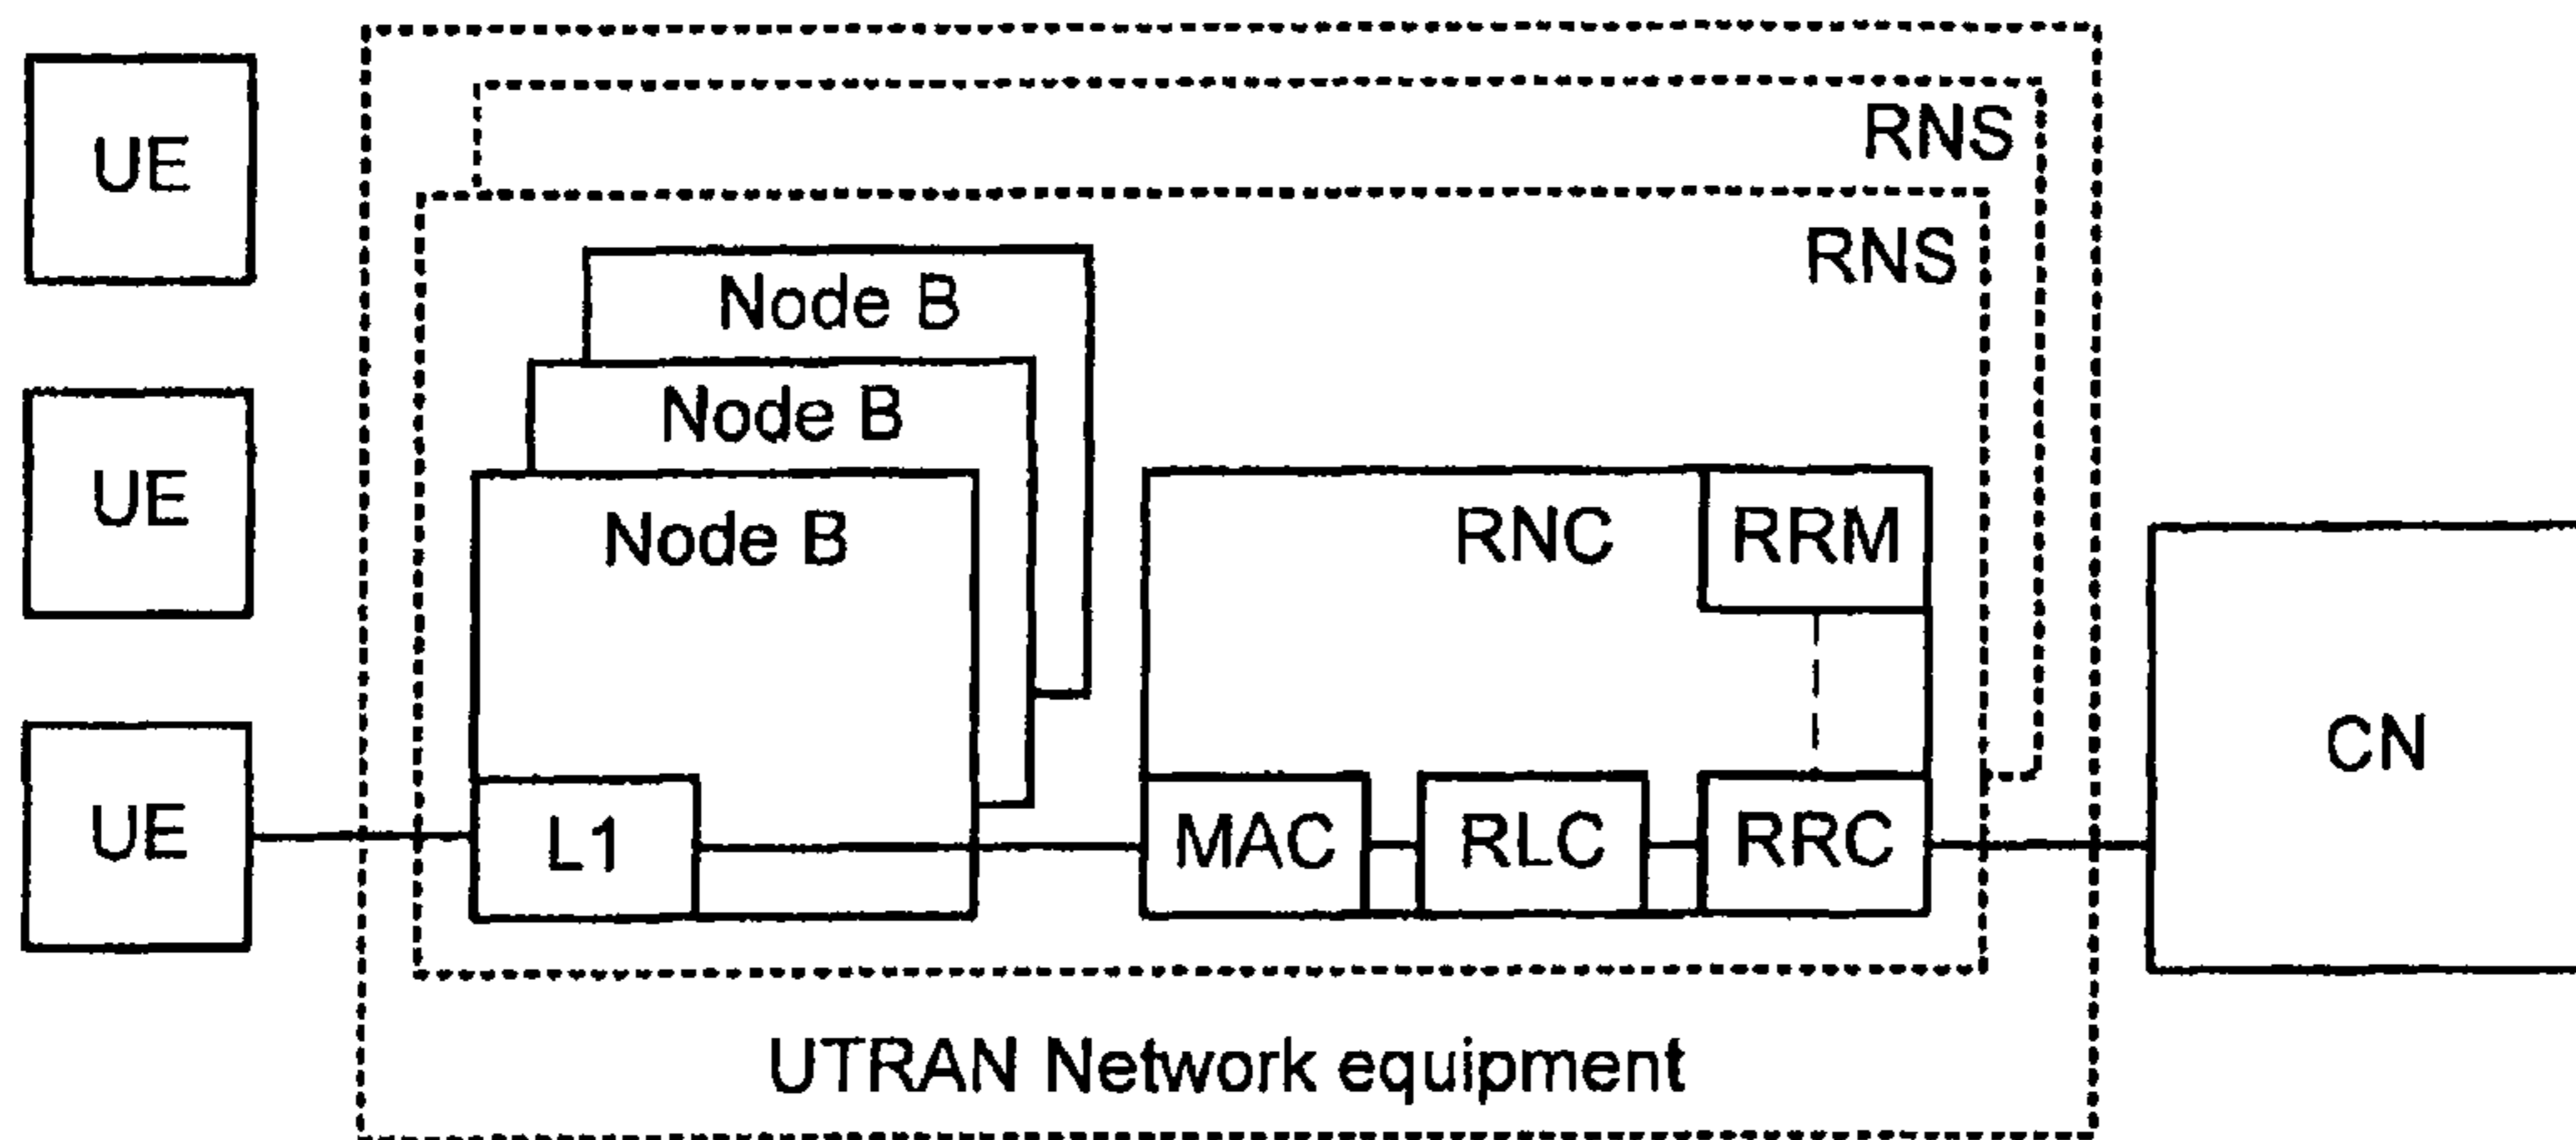 UE
RNS
RNS
Node B
Node B
UE
Node B
RNC
RRM
CN
UE
L1
MAC
RLC
RRC
UTRAN Network equipment